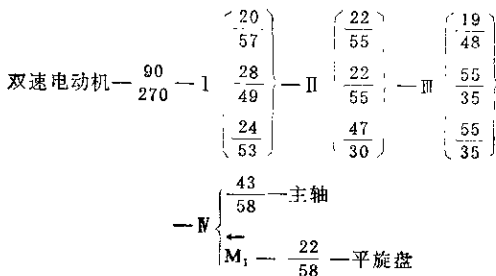 双速电动机— 90/270 —I { 20/57 28/49 24/53 } —II { 22/55 22/55 47/30 } —III { 19/48 55/35 55/35 }
—IV { 43/58 —主轴
M₁ — 22/58 —平旋盘